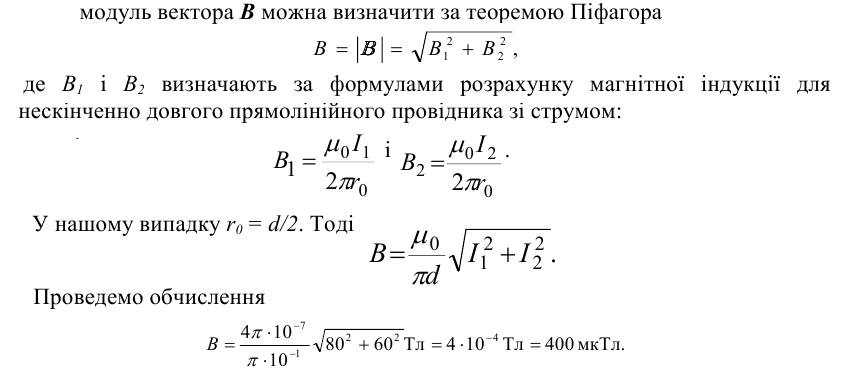 модуль вектора B можна визначити за теоремою Піфагора
B = |B| = √(B₁² + B₂²),
де B₁ і B₂ визначають за формулами розрахунку магнітної індукції для
нескінченно довгого прямолінійного провідника зі струмом:
B₁ = μ₀I₁ / 2πr₀ і B₂ = μ₀I₂ / 2πr₀ .
У нашому випадку r₀ = d/2. Тоді B = μ₀ / πd √(I₁² + I₂²).
Проведемо обчислення
B = 4π · 10⁻⁷ / π · 10⁻¹ √(80² + 60²) Тл = 4 · 10⁻⁴ Тл = 400 мкТл.